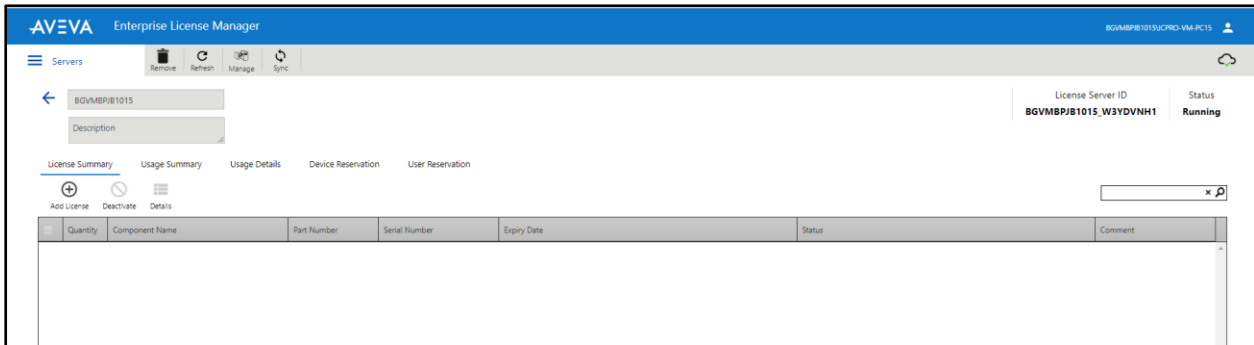 AVEVA Enterprise License Manager BGVMBPJB1015\ICPRO-VM-PC15
Servers Remove Refresh Manage Sync
BGVMBPJB1015 License Server ID Status
BGVMBPJB1015_W3YDVNH1 Running
Description
License Summary Usage Summary Usage Details Device Reservation User Reservation
Add License Deactivate Details
Quantity Component Name Part Number Serial Number Expiry Date Status Comment